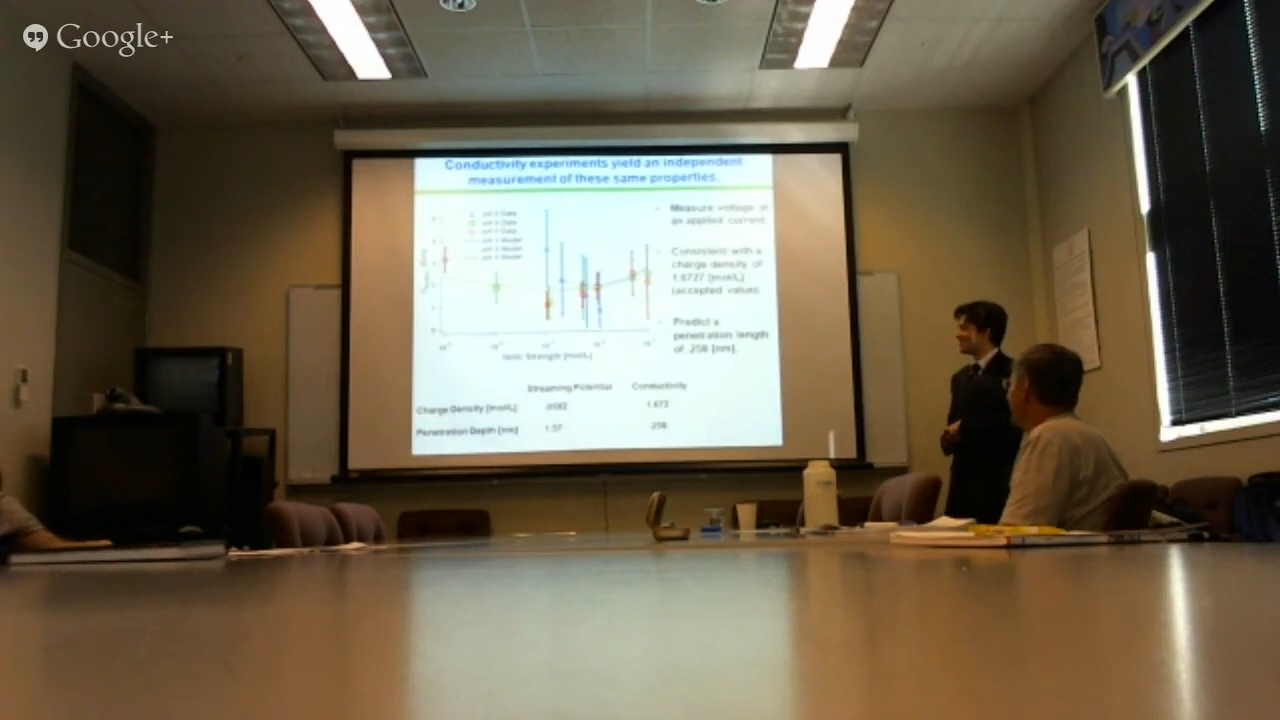 Google+
Conductivity experiments yield an independent
measurement of these same properties.
Measure voltage at
an applied current.
Consistent with a
charge density of
1.6727 [mol/L]
(accepted value)
Predict a
penetration length
of .258 [nm].
Ionic Strength [mol/L]
Streaming Potential Conductivity
Charge Density [mol/L] .0582 1.672
Penetration Depth [nm] 1.37 .258